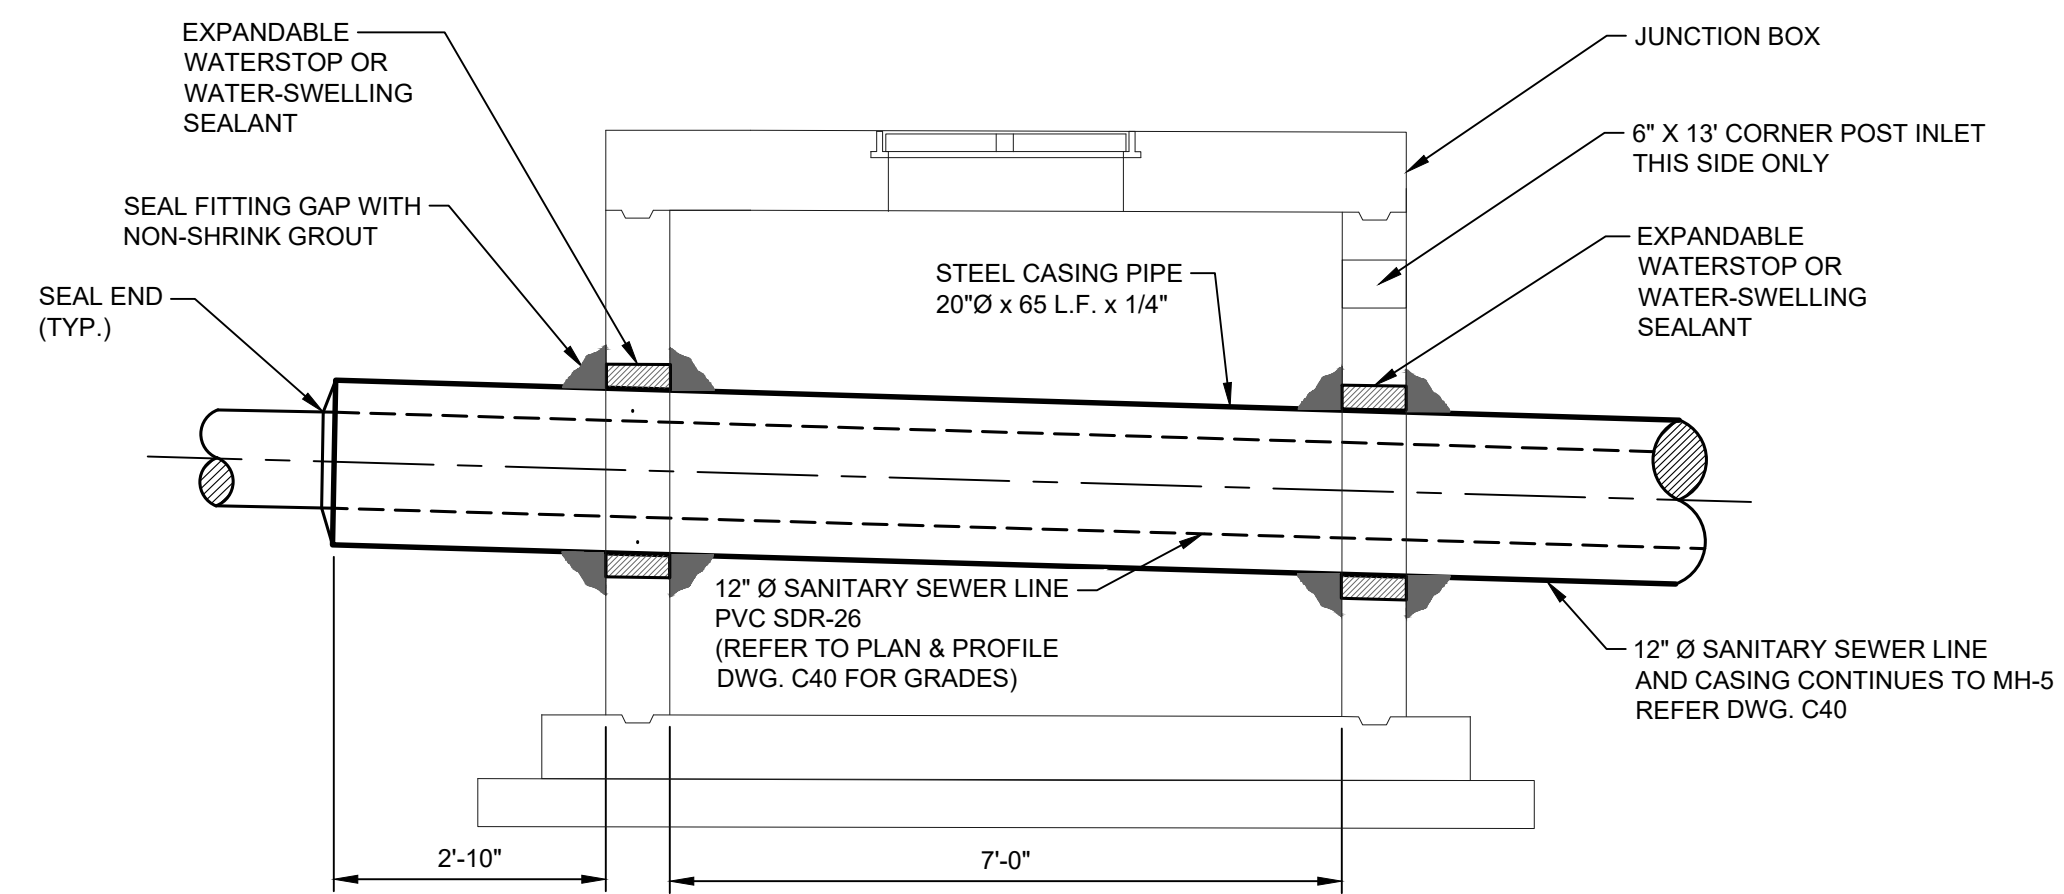 EXPANDABLE
WATERSTOP OR
WATER-SWELLING
SEALANT
SEAL FITTING GAP WITH
NON-SHRINK GROUT
SEAL END
(TYP.)
STEEL CASING PIPE
20"Ø x 65 L.F. x 1/4"
JUNCTION BOX
6" X 13' CORNER POST INLET
THIS SIDE ONLY
EXPANDABLE
WATERSTOP OR
WATER-SWELLING
SEALANT
12" Ø SANITARY SEWER LINE
PVC SDR-26
(REFER TO PLAN & PROFILE
DWG. C40 FOR GRADES)
12" Ø SANITARY SEWER LINE
AND CASING CONTINUES TO MH-5
REFER DWG. C40
2'-10"
7'-0"